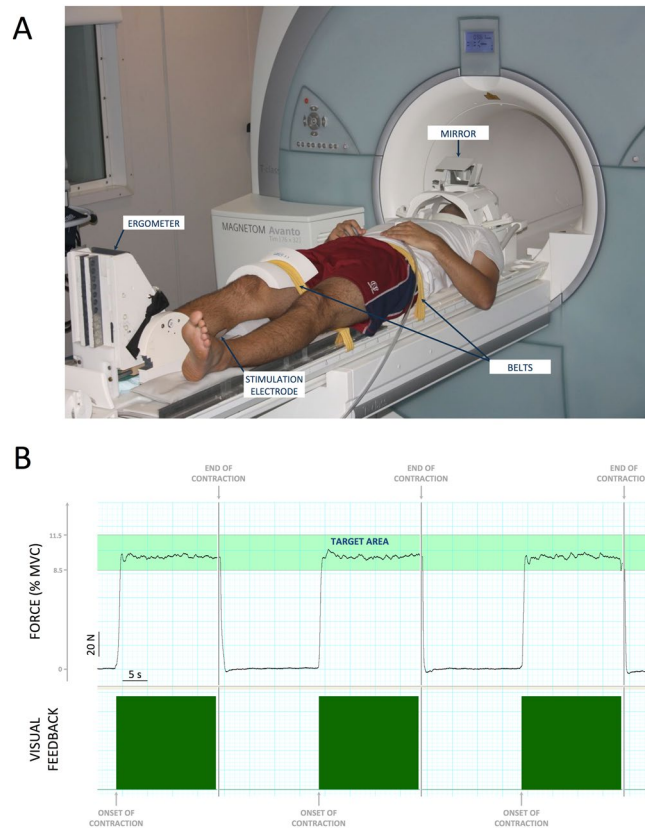 A
MIRROR
ERGOMETER
MAGNETOM Avanto
STIMULATION
ELECTRODE
BELTS
B
END OF
CONTRACTION
END OF
CONTRACTION
END OF
CONTRACTION
11.5
TARGET AREA
8.5
FORCE (% MVC)
20 N
0
5 s
VISUAL
FEEDBACK
ONSET OF
CONTRACTION
ONSET OF
CONTRACTION
ONSET OF
CONTRACTION